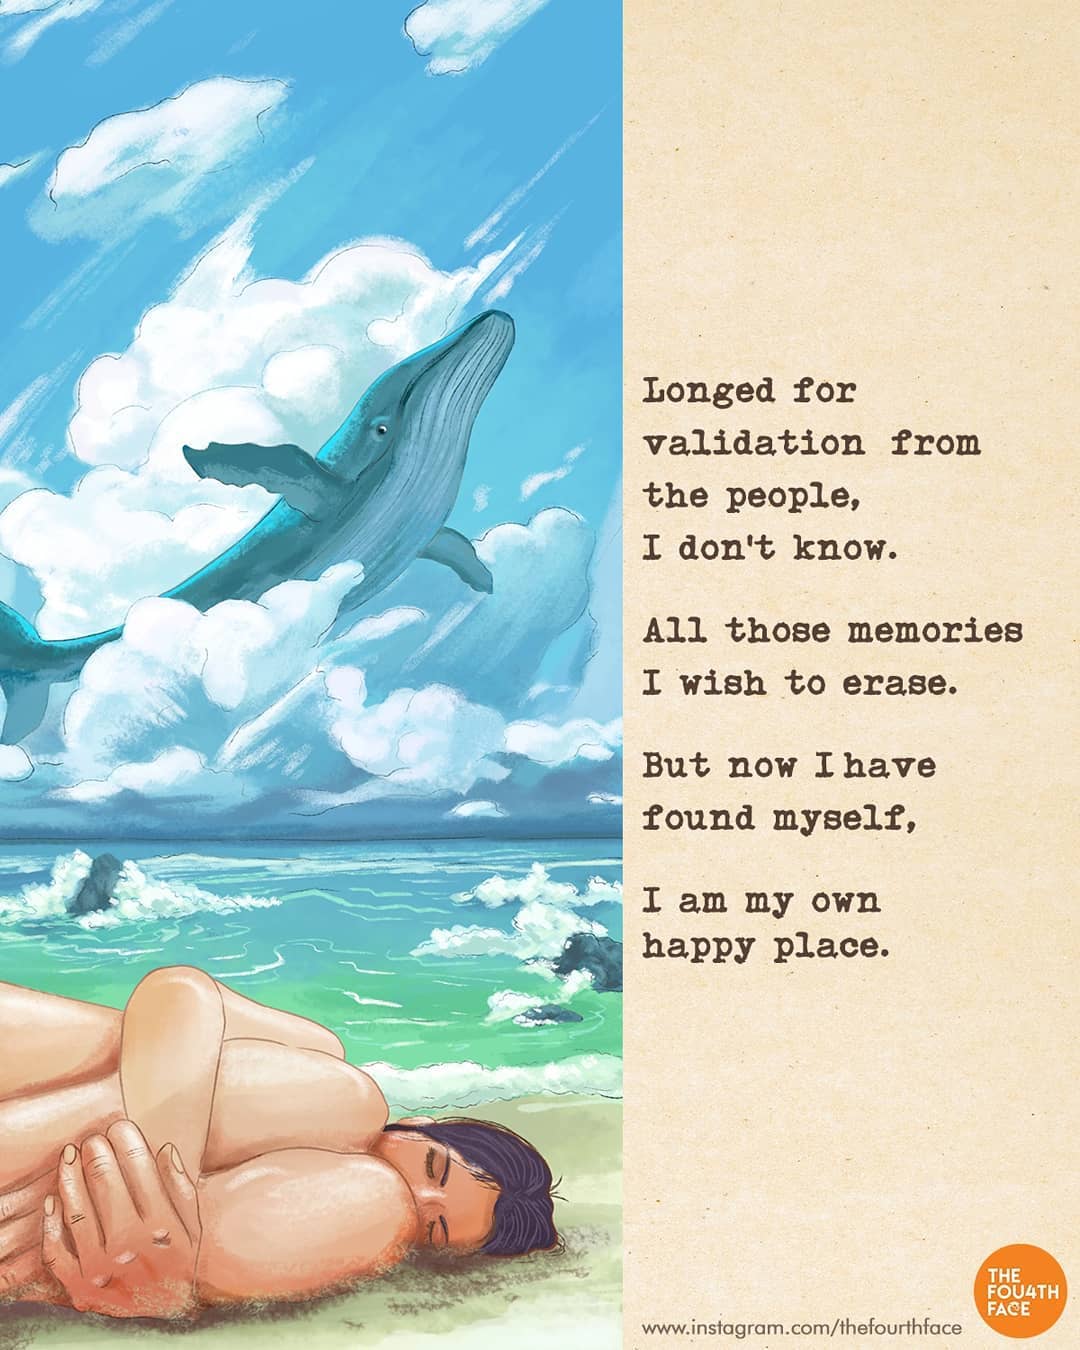 Longed for
validation from
the people,
I don't know.
All those memories
I wish to erase.
But now I have
found myself,
I am my own
happy place.
THE
FOU4TH
FACE
www.instagram.com/thefourthface